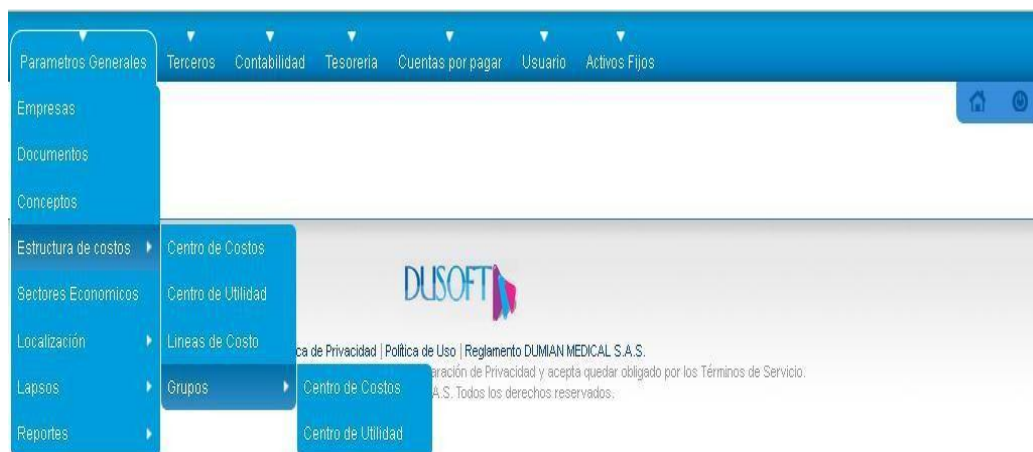 Parametros Generales Terceros Contabilidad Tesoreria Cuentas por pagar Usuario Activos Fijos
Empresas
Documentos
Conceptos
Estructura de costos Centro de Costos
Sectores Economicos Centro de Utilidad
DUSOFT
Localización Lineas de Costo
ca de Privacidad | Política de Uso | Reglamento DUMIAN MEDICAL S.A.S.
aración de Privacidad y acepta quedar obligado por los Términos de Servicio.
Lapsos Grupos Centro de Costos
A.S. Todos los derechos reservados.
Reportes Centro de Utilidad